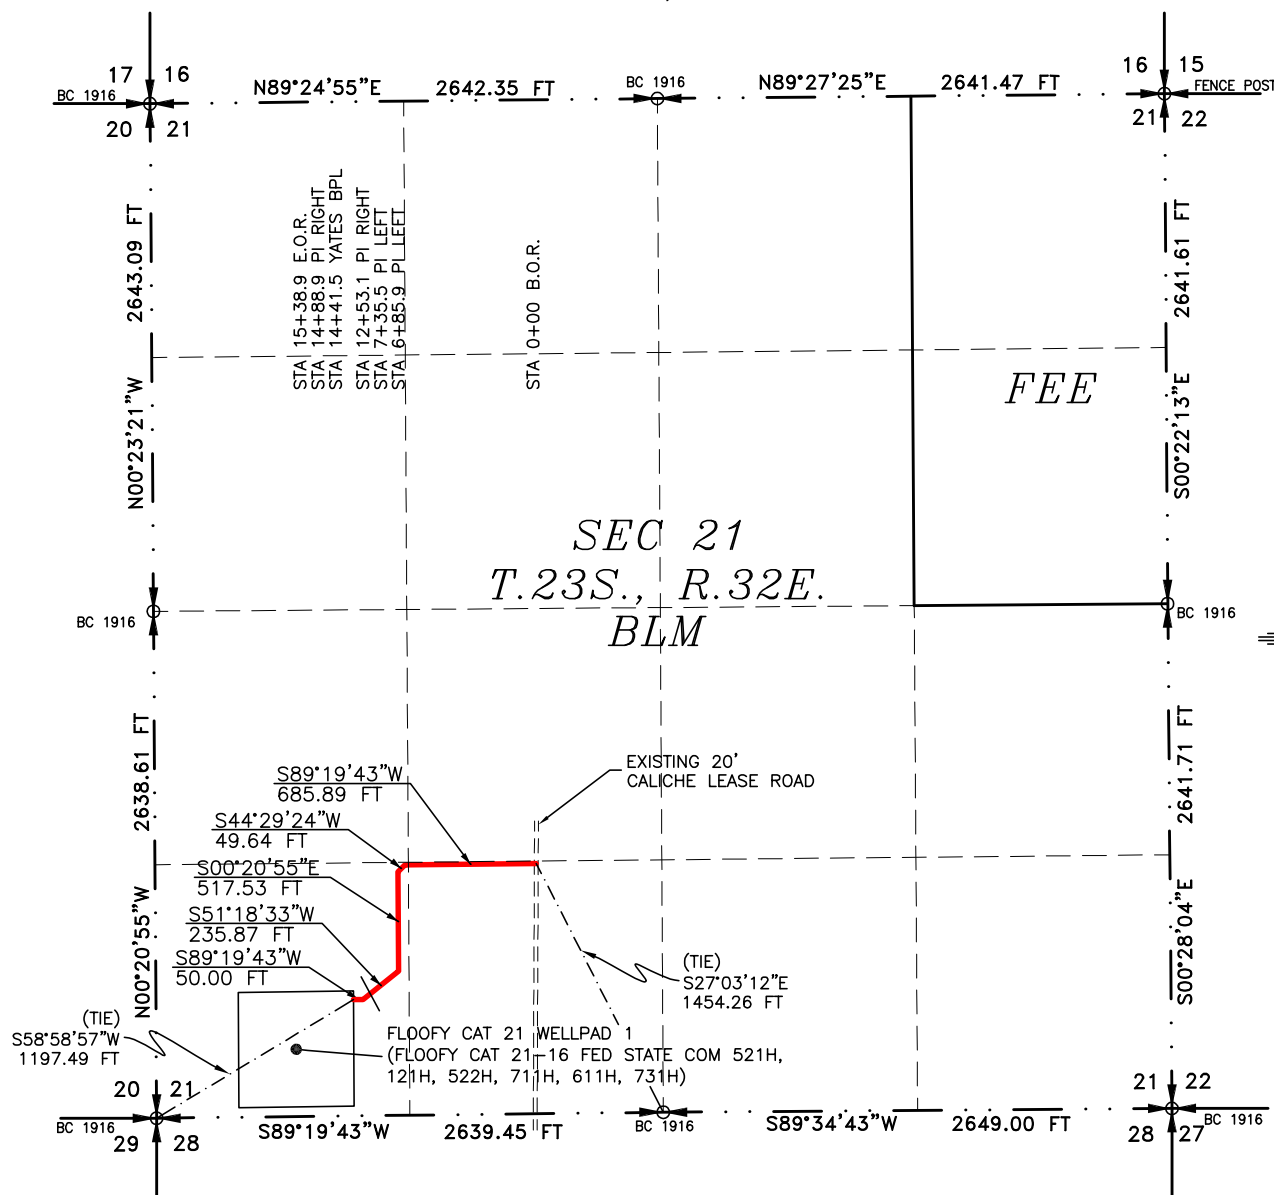 17 16
BC 1916
20 21
N89°24'55"E 2642.35 FT
BC 1916
N89°27'25"E 2641.47 FT
16 15
FENCE POST
21 22
2643.09 FT
N00°23'21"W
STA 15+38.9 E.O.R.
STA 14+88.9 PI RIGHT
STA 14+41.5 YATES BPL
STA 12+53.1 PI RIGHT
STA 7+35.5 PI LEFT
STA 6+85.9 PI LEFT
STA 0+00 B.O.R.
2641.61 FT
S00°22'13"E
FEE
SEC 21
T.23S., R.32E.
BLM
BC 1916
BC 1916
2638.61 FT
N00°20'55"W
S89°19'43"W
685.89 FT
S44°29'24"W
49.64 FT
S00°20'55"E
517.53 FT
S51°18'33"W
235.87 FT
S89°19'43"W
50.00 FT
EXISTING 20'
CALICHE LEASE ROAD
2641.71 FT
S00°28'04"E
(TIE)
S27°03'12"E
1454.26 FT
(TIE)
S58°58'57"W
1197.49 FT
FLOOFY CAT 21 WELLPAD 1
(FLOOFY CAT 21-16 FED STATE COM 521H,
121H, 522H, 711H, 611H, 731H)
20 21
BC 1916
29 28
S89°19'43"W 2639.45 FT
BC 1916
S89°34'43"W 2649.00 FT
21 22
BC 1916
28 27